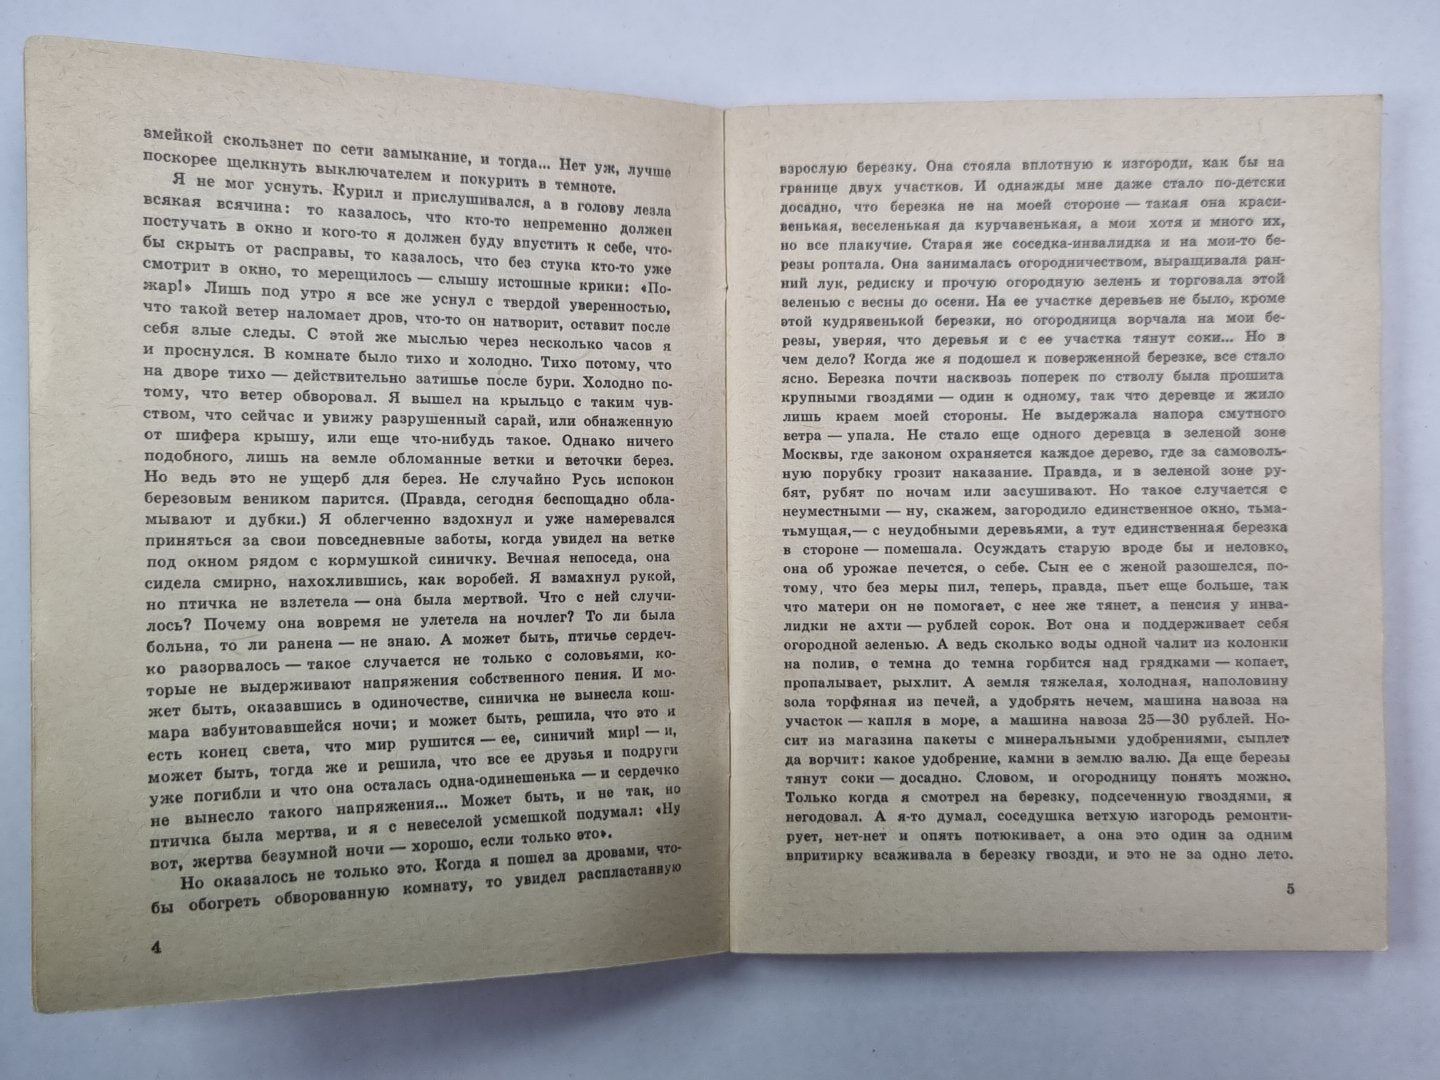 змейкой скользнет по сети замыкание, и тогда... Нет уж, лучше
поскорее щелкнуть выключателем и покурить в темноте.
Я не мог уснуть. Курил и прислушивался, а в голову лезла
всякая всячина: то казалось, что кто-то непременно должен
постучать в окно и кого-то я должен буду впустить к себе, что-
бы скрыть от расправы, то казалось, что без стука кто-то уже
смотрит в окно, то мерещилось — слышу истошные крики: «По-
жар!» Лишь под утро я все же уснул с твердой уверенностью,
что такой ветер наломает дров, что-то он натворит, оставит после
себя злые следы. С этой же мыслью через несколько часов я
и проснулся. В комнате было тихо и холодно. Тихо потому, что
на дворе тихо — действительно затишье после бури. Холодно по-
тому, что ветер обворовал. Я вышел на крыльцо с таким чув-
ством, что сейчас и увижу разрушенный сарай, или обнаженную
от шифера крышу, или еще что-нибудь такое. Однако ничего
подобного, лишь на земле обломанные ветки и веточки берез.
Но ведь это не ущерб для берез. Не случайно Русь испокон
березовым веником парится. (Правда, сегодня беспощадно обла-
мывают и дубки.) Я облегченно вздохнул и уже намеревался
приняться за свои повседневные заботы, когда увидел на ветке
под окном рядом с кормушкой синичку. Вечная непоседа, она
сидела смирно, нахохлившись, как воробей. Я взмахнул рукой,
но птичка не взлетела — она была мертвой. Что с ней случи-
лось? Почему она вовремя не улетела на ночлег? То ли была
больна, то ли ранена — не знаю. А может быть, птичье сердеч-
ко разорвалось — такое случается не только с соловьями, ко-
торые не выдерживают напряжения собственного пения. И мо-
жет быть, оказавшись в одиночестве, синичка не вынесла кош-
мара взбунтовавшейся ночи; и может быть, решила, что это и
есть конец света, что мир рушится — ее, синичий мир! — и,
может быть, тогда же и решила, что все ее друзья и подруги
уже погибли и что она осталась одна-одинешенька — и сердечко
не вынесло такого напряжения... Может быть, и не так, но
птичка была мертва, и я с невеселой усмешкой подумал: «Ну
вот, жертва безумной ночи — хорошо, если только это».
Но оказалось не только это. Когда я пошел за дровами, что-
бы обогреть обворованную комнату, то увидел распластанную
4
взрослую березку. Она стояла вплотную к изгороди, как бы на
границе двух участков. И однажды мне даже стало по-детски
досадно, что березка не на моей стороне — такая она краси-
венькая, веселенькая да курчавенькая, а мои хотя и много их,
но все плакучие. Старая же соседка-инвалидка и на мои-то бе-
резы роптала. Она занималась огородничеством, выращивала ран-
ний лук, редиску и прочую огородную зелень и торговала этой
зеленью с весны до осени. На ее участке деревьев не было, кроме
этой кудрявенькой березки, но огородница ворчала на мои бе-
резы, уверяя, что деревья и с ее участка тянут соки... Но в
чем дело? Когда же я подошел к поверженной березке, все стало
ясно. Березка почти насквозь поперек по стволу была прошита
крупными гвоздями — один к одному, так что деревце и жило
лишь краем моей стороны. Не выдержала напора смутного
ветра — упала. Не стало еще одного деревца в зеленой зоне
Москвы, где законом охраняется каждое дерево, где за самоволь-
ную порубку грозит наказание. Правда, и в зеленой зоне ру-
бят, рубят по ночам или засушивают. Но такое случается с
неуместными — ну, скажем, загородило единственное окно, тьма-
тьмущая,— с неудобными деревьями, а тут единственная березка
в стороне — помешала. Осуждать старую вроде бы и неловко,
она об урожае печется, о себе. Сын ее с женой разошелся, по-
тому, что без меры пил, теперь, правда, пьет еще больше, так
что матери он не помогает, с нее же тянет, а пенсия у инва-
лидки не ахти — рублей сорок. Вот она и поддерживает себя
огородной зеленью. А ведь сколько воды одной чалит из колонки
на полив, с темна до темна горбится над грядками — копает,
пропалывает, рыхлит. А земля тяжелая, холодная, наполовину
зола торфяная из печей, а удобрять нечем, машина навоза на
участок — капля в море, а машина навоза 25—30 рублей. Но-
сит из магазина пакеты с минеральными удобрениями, сыплет
да ворчит: какое удобрение, камни в землю валю. Да еще березы
тянут соки — досадно. Словом, и огородницу понять можно.
Только когда я смотрел на березку, подсеченную гвоздями, я
негодовал. А я-то думал, соседушка ветхую изгородь ремонти-
рует, нет-нет и опять потюкивает, а она это один за одним
впритирку всаживала в березку гвозди, и это не за одно лето.
5